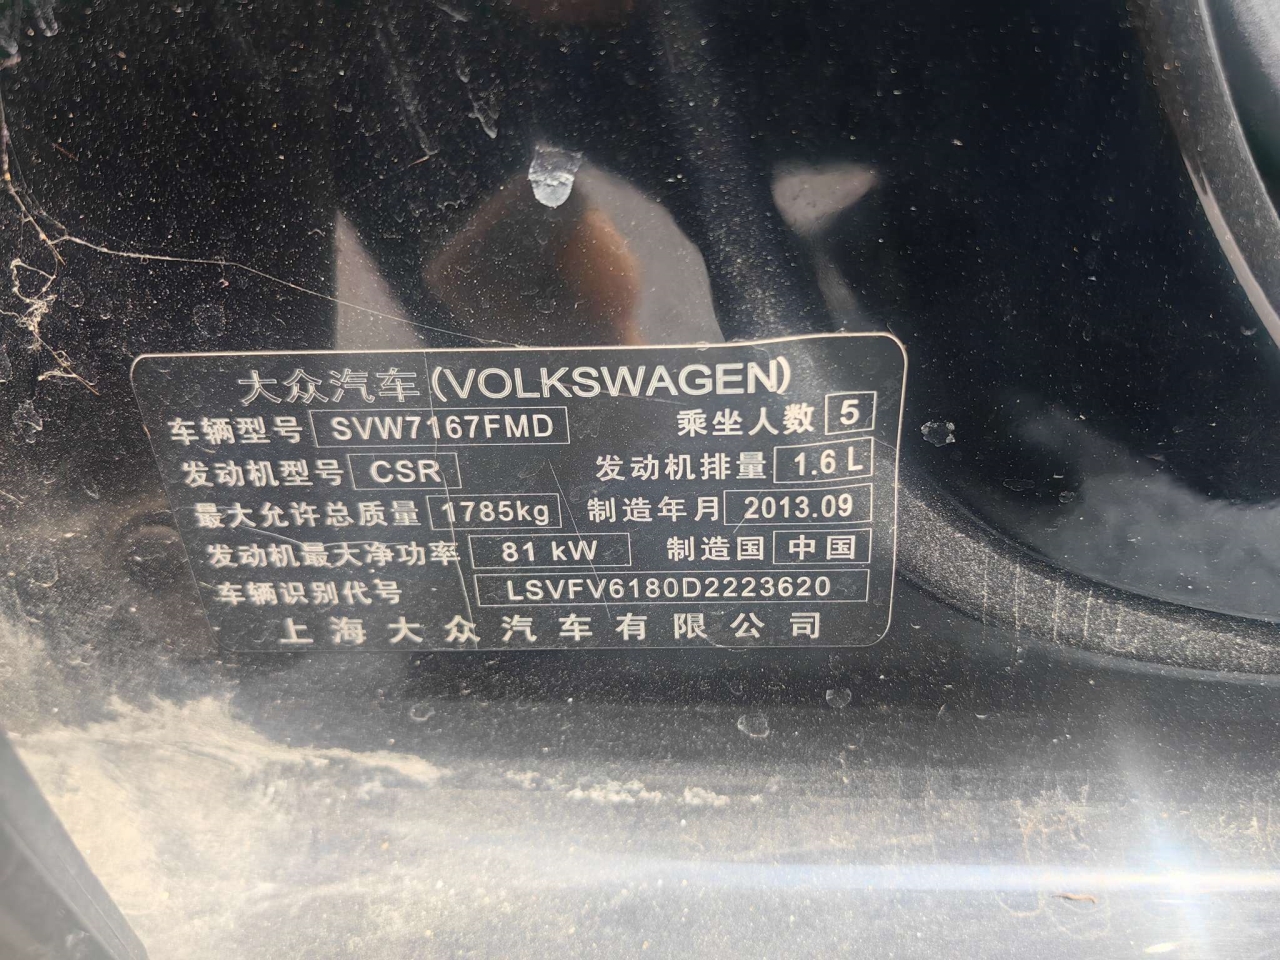 大众汽车(VOLKSWAGEN)
车辆型号 SVW7167FMD 乘坐人数 5
发动机型号 CSR 发动机排量 1.6 L
最大允许总质量 1785kg 制造年月 2013.09
发动机最大净功率 81 kW 制造国 中国
车辆识别代号 LSVFV6180D2223620
上海大众汽车有限公司